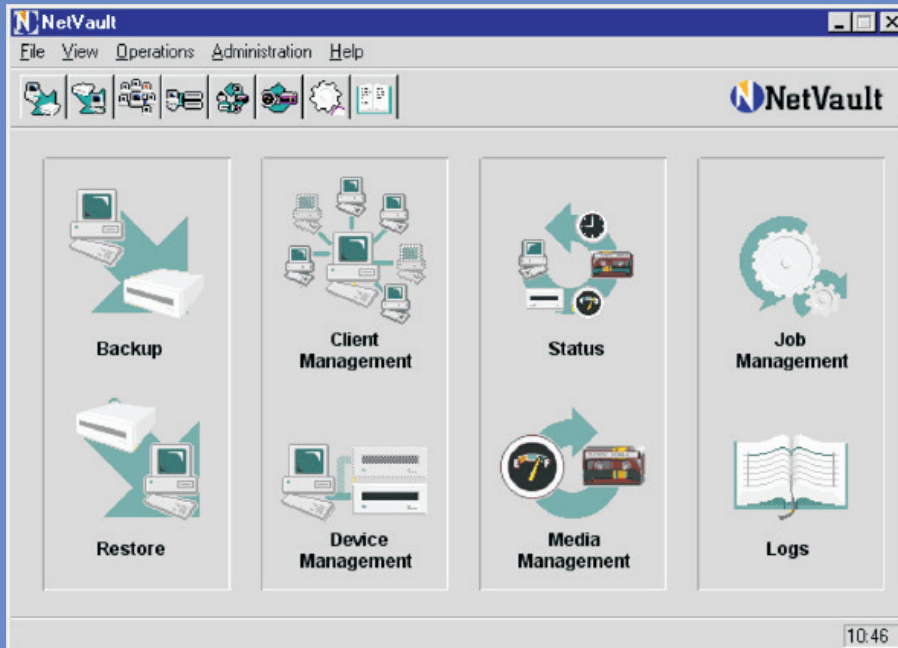 NetVault
File View Operations Administration Help
NetVault
Backup
Client
Management
Status
Job
Management
Restore
Device
Management
Media
Management
Logs
10:46